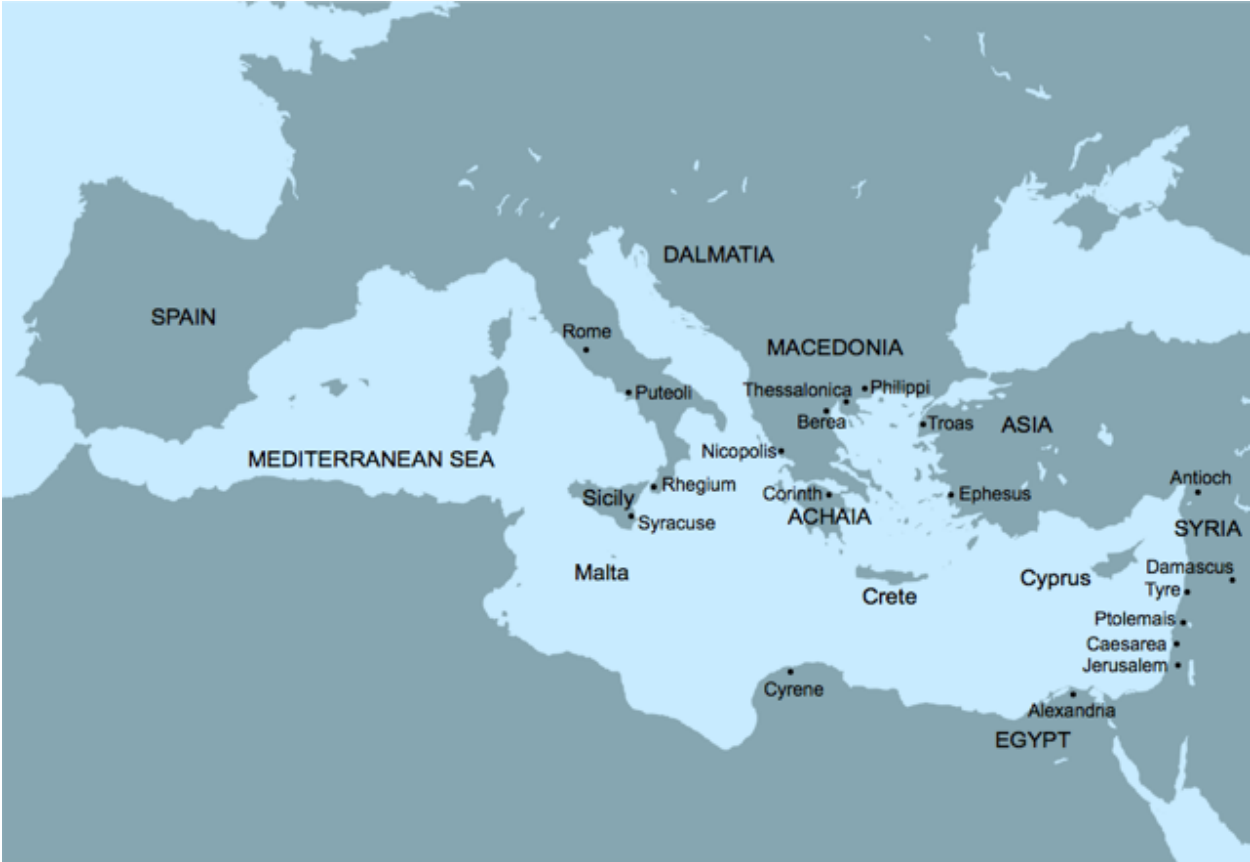 DALMATIA
SPAIN
Rome
MACEDONIA
Puteoli
Thessalonica
Philippi
Berea
Troas
ASIA
Nicopolis
MEDITERRANEAN SEA
Antioch
Rhegium
Sicily
Corinth
Ephesus
ACHAIA
Syracuse
SYRIA
Malta
Damascus
Cyprus
Tyre
Crete
Ptolemais
Caesarea
Jerusalem
Cyrene
Alexandria
EGYPT